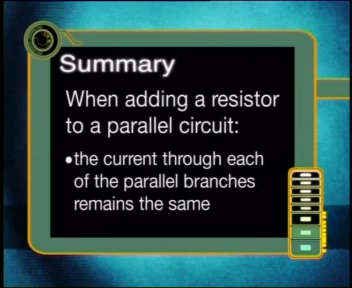 Summary
When adding a resistor
to a parallel circuit:
•the current through each
of the parallel branches
remains the same